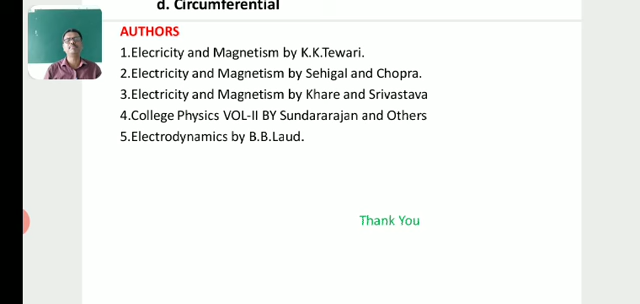 d. Circumferential
AUTHORS
1.Elecricity and Magnetism by K.K.Tewari.
2.Electricity and Magnetism by Sehigal and Chopra.
3.Electricity and Magnetism by Khare and Srivastava
4.College Physics VOL-II BY Sundararajan and Others
5.Electrodynamics by B.B.Laud.
Thank You